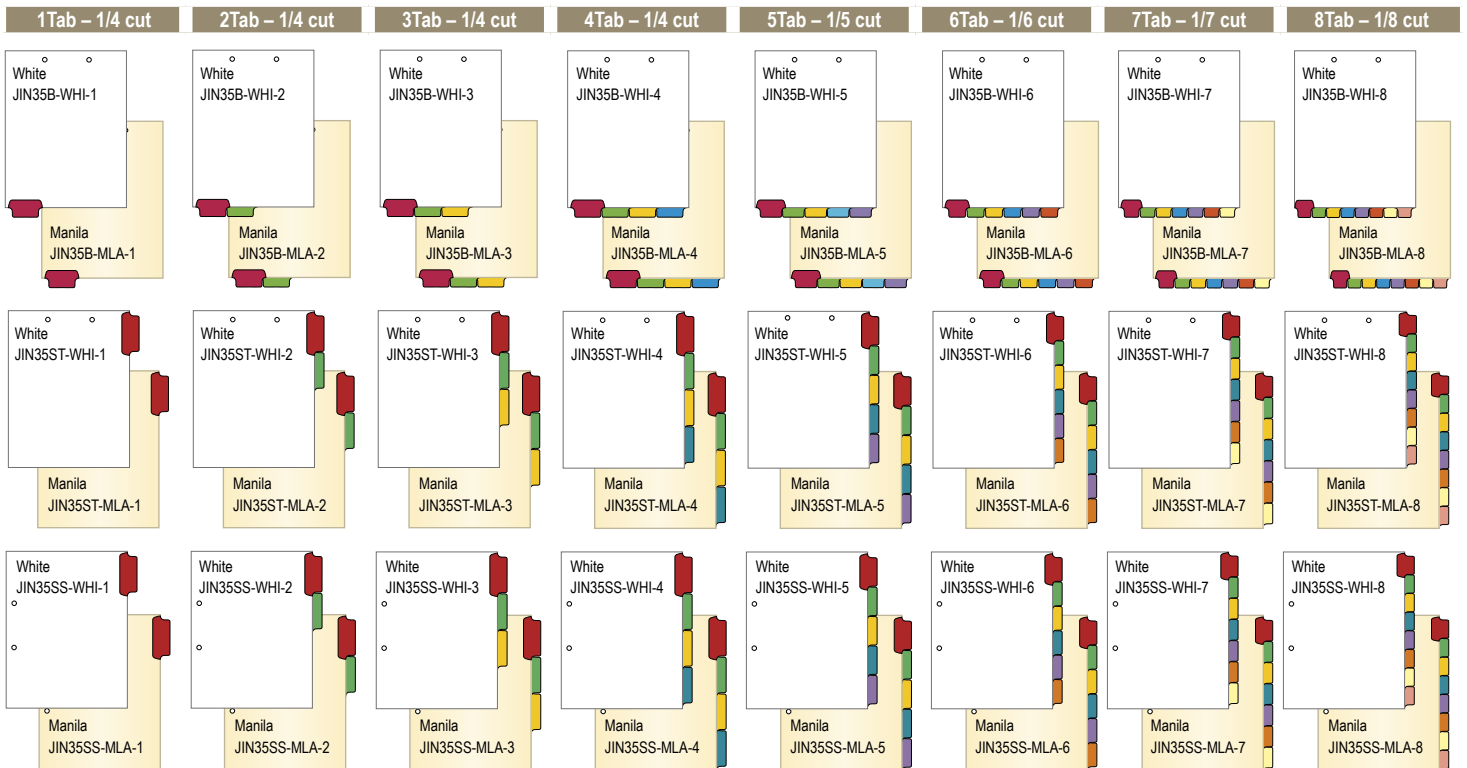 1Tab – 1/4 cut
2Tab – 1/4 cut
3Tab – 1/4 cut
4Tab – 1/4 cut
5Tab – 1/5 cut
6Tab – 1/6 cut
7Tab – 1/7 cut
8Tab – 1/8 cut
White
JIN35B-WHI-1
White
JIN35B-WHI-2
White
JIN35B-WHI-3
White
JIN35B-WHI-4
White
JIN35B-WHI-5
White
JIN35B-WHI-6
White
JIN35B-WHI-7
White
JIN35B-WHI-8
Manila
JIN35B-MLA-1
Manila
JIN35B-MLA-2
Manila
JIN35B-MLA-3
Manila
JIN35B-MLA-4
Manila
JIN35B-MLA-5
Manila
JIN35B-MLA-6
Manila
JIN35B-MLA-7
Manila
JIN35B-MLA-8
White
JIN35ST-WHI-1
White
JIN35ST-WHI-2
White
JIN35ST-WHI-3
White
JIN35ST-WHI-4
White
JIN35ST-WHI-5
White
JIN35ST-WHI-6
White
JIN35ST-WHI-7
White
JIN35ST-WHI-8
Manila
JIN35ST-MLA-1
Manila
JIN35ST-MLA-2
Manila
JIN35ST-MLA-3
Manila
JIN35ST-MLA-4
Manila
JIN35ST-MLA-5
Manila
JIN35ST-MLA-6
Manila
JIN35ST-MLA-7
Manila
JIN35ST-MLA-8
White
JIN35SS-WHI-1
White
JIN35SS-WHI-2
White
JIN35SS-WHI-3
White
JIN35SS-WHI-4
White
JIN35SS-WHI-5
White
JIN35SS-WHI-6
White
JIN35SS-WHI-7
White
JIN35SS-WHI-8
Manila
JIN35SS-MLA-1
Manila
JIN35SS-MLA-2
Manila
JIN35SS-MLA-3
Manila
JIN35SS-MLA-4
Manila
JIN35SS-MLA-5
Manila
JIN35SS-MLA-6
Manila
JIN35SS-MLA-7
Manila
JIN35SS-MLA-8